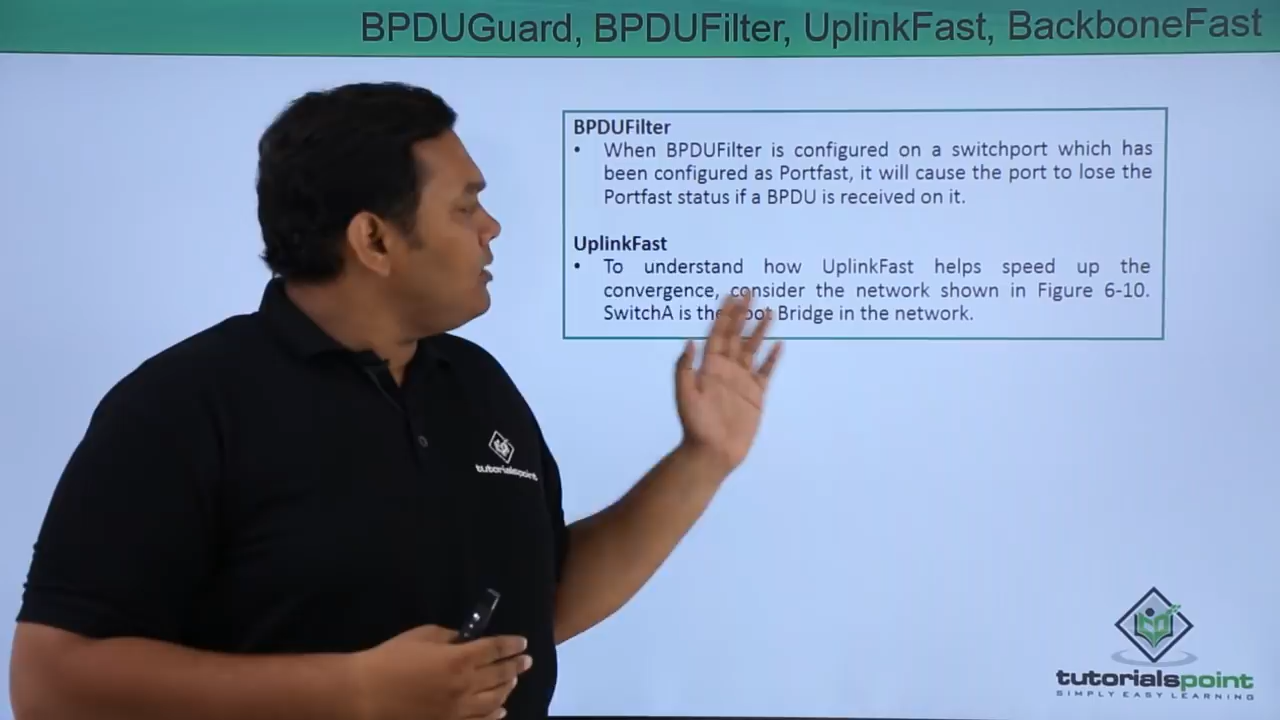 BPDUGuard, BPDUFilter, UplinkFast, BackboneFast
BPDUFilter
• When BPDUFilter is configured on a switchport which has
been configured as Portfast, it will cause the port to lose the
Portfast status if a BPDU is received on it.
UplinkFast
• To understand how UplinkFast helps speed up the
convergence, consider the network shown in Figure 6-10.
SwitchA is the Bridge in the network.
tutorialspoint
tutorialspoint
SIMPLY EASY LEARNING